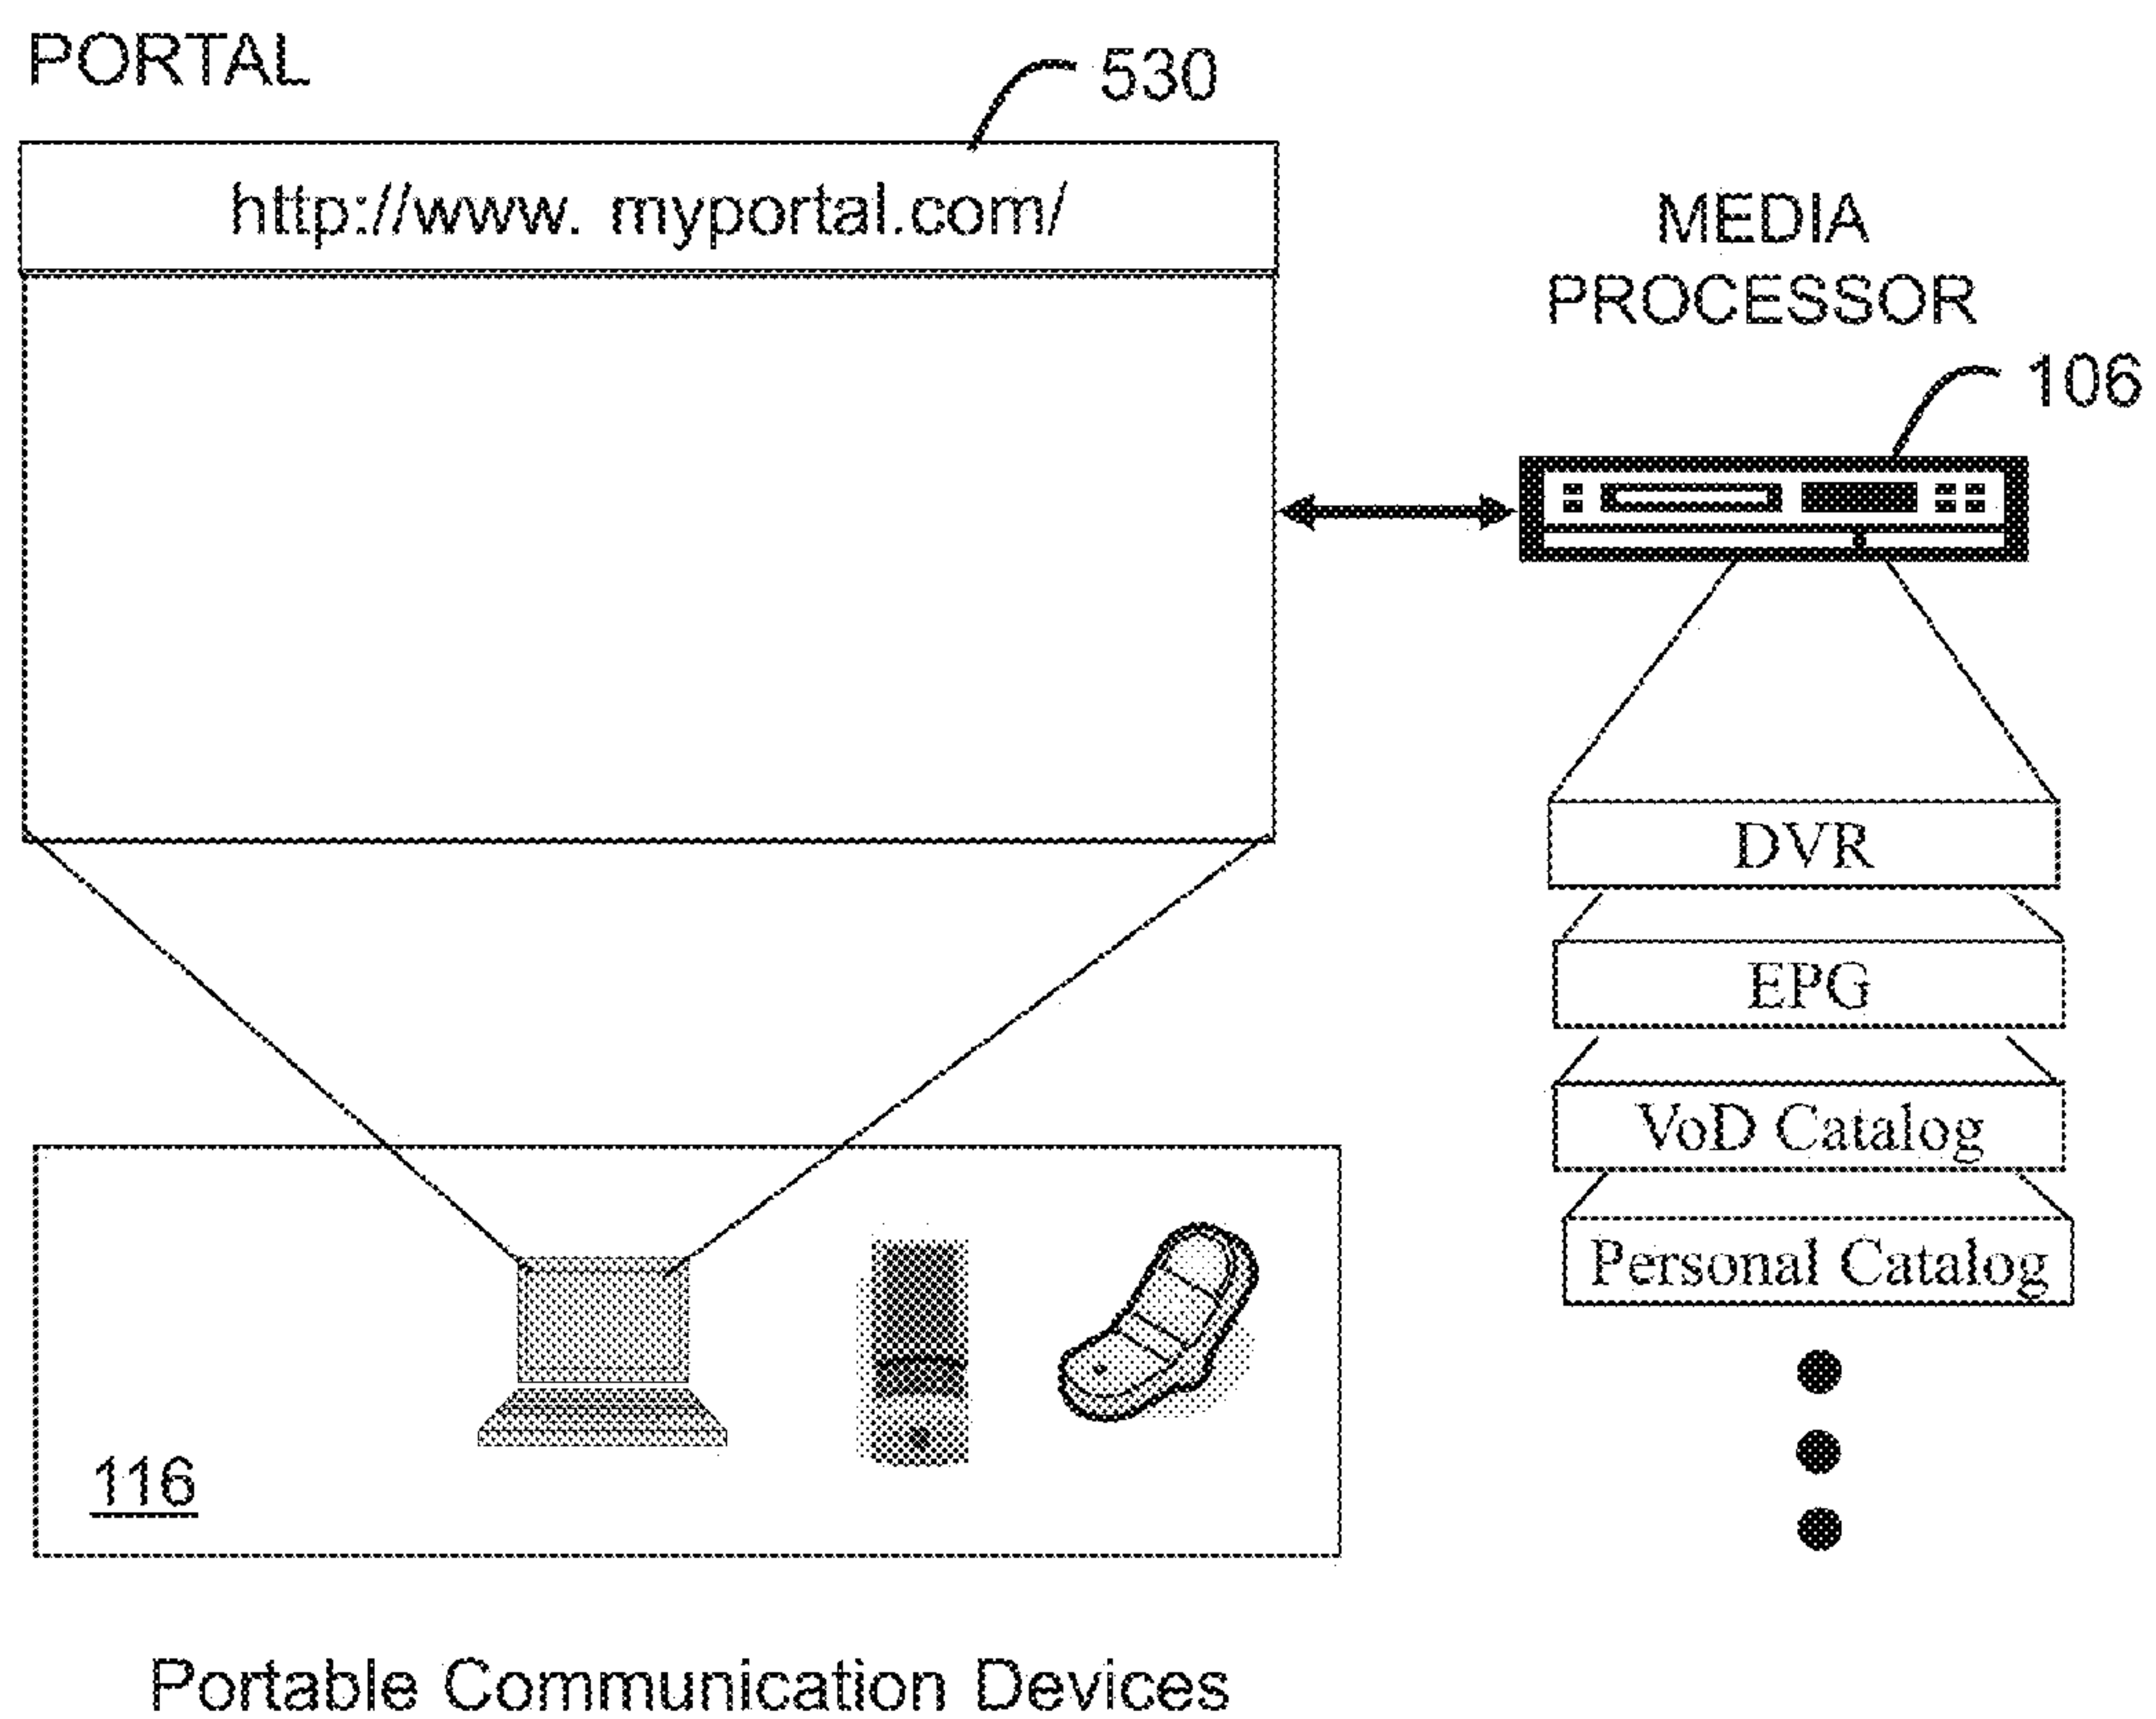 PORTAL
530
http://www. myportal.com/
MEDIA
PROCESSOR
106
DVR
EPG
VoD Catalog
Personal Catalog
116
Portable Communication Devices